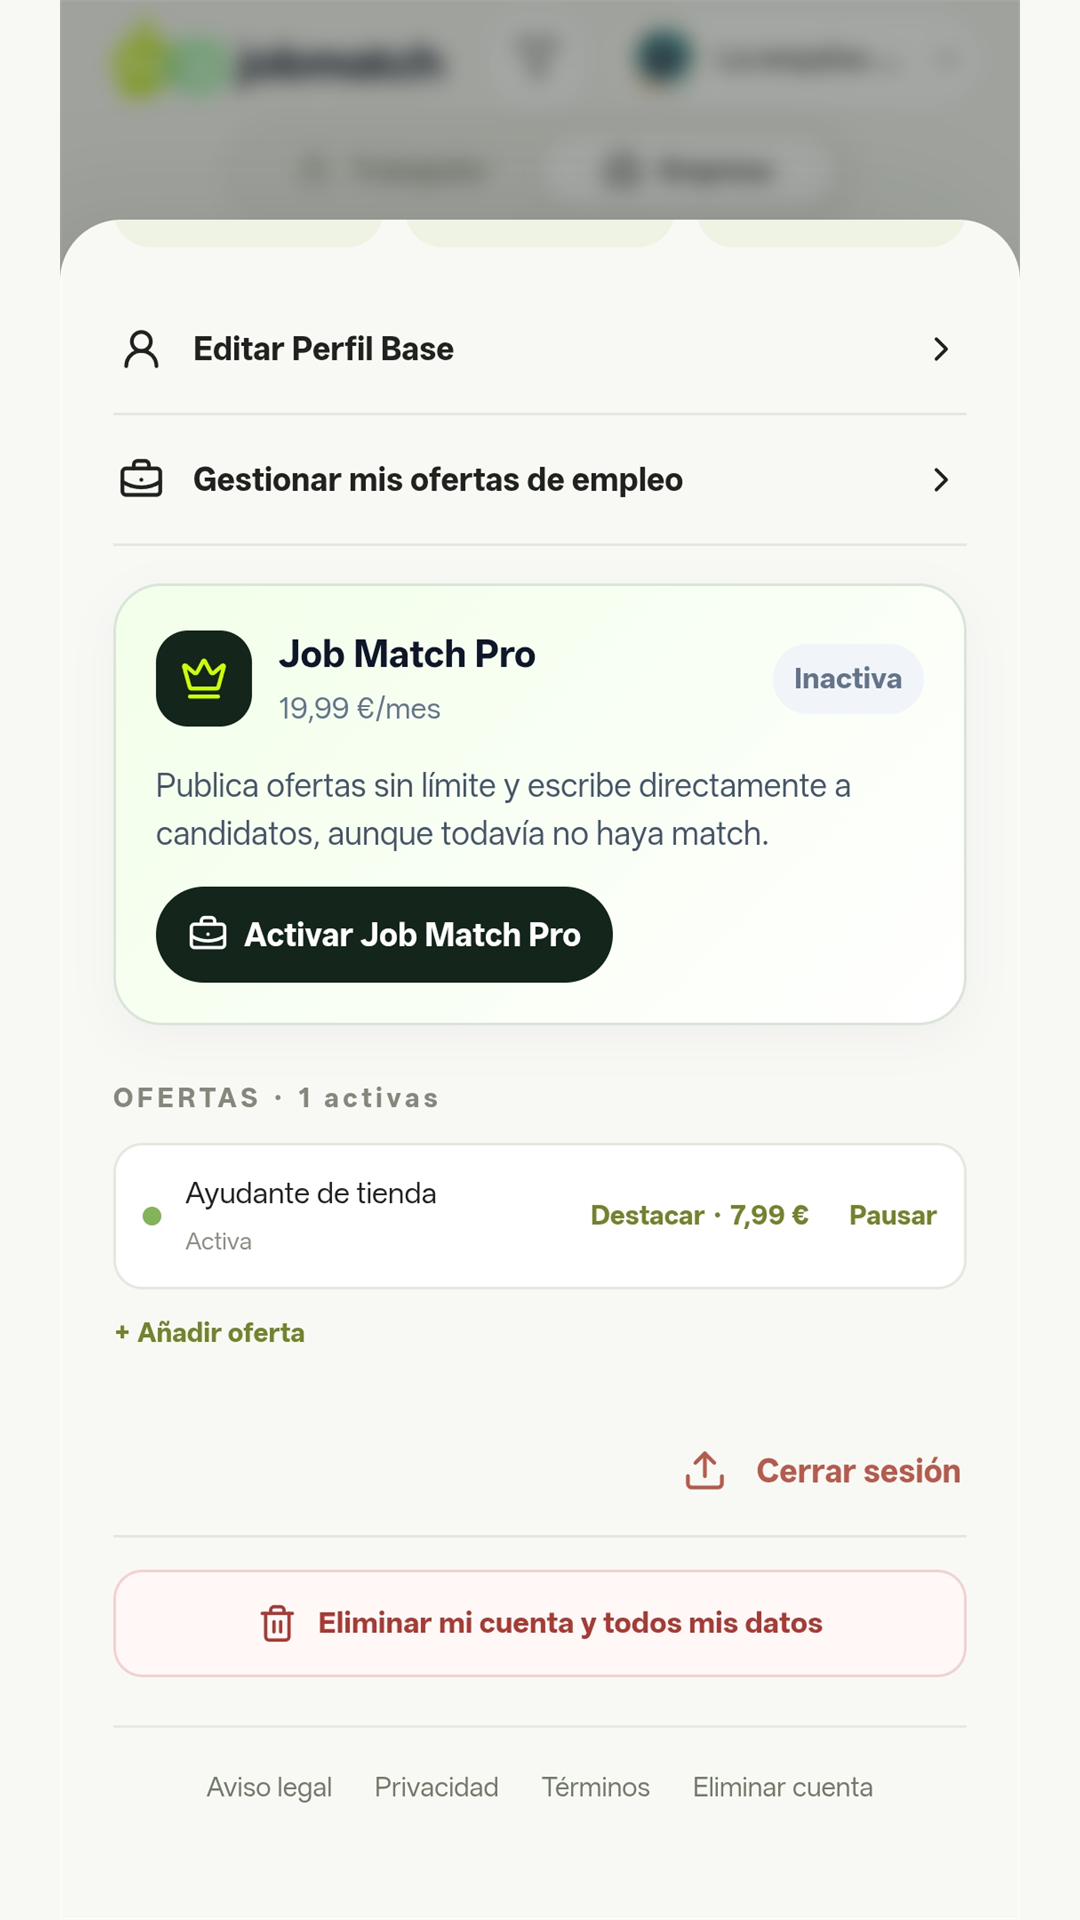 jobmatch
Empresa
Editar Perfil Base
Gestionar mis ofertas de empleo
Job Match Pro
19,99 €/mes
Inactiva
Publica ofertas sin límite y escribe directamente a
candidatos, aunque todavía no haya match.
Activar Job Match Pro
OFERTAS · 1 activas
Ayudante de tienda
Activa
Destacar · 7,99 €
Pausar
+ Añadir oferta
Cerrar sesión
Eliminar mi cuenta y todos mis datos
Aviso legal
Privacidad
Términos
Eliminar cuenta